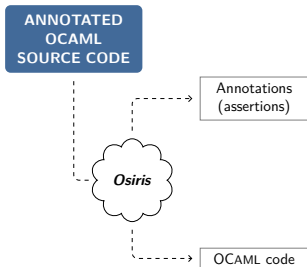 ANNOTATED
OCAML
SOURCE CODE
Annotations
(assertions)
Osiris
OCAML code